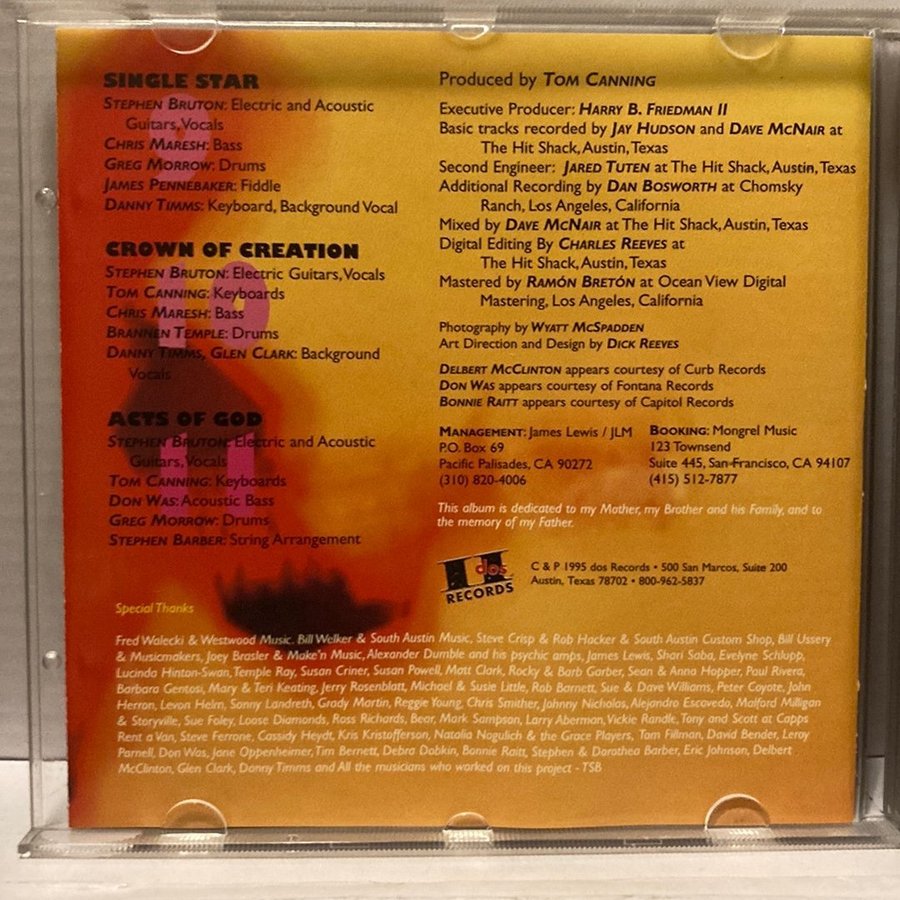 SINGLE STAR
STEPHEN BRUTON: Electric and Acoustic
Guitars, Vocals
CHRIS MARESH: Bass
GREG MORROW: Drums
JAMES PENNEBAKER: Fiddle
DANNY TIMMS: Keyboard, Background Vocal
CROWN OF CREATION
STEPHEN BRUTON: Electric Guitars, Vocals
TOM CANNING: Keyboards
CHRIS MARESH: Bass
BRANNEN TEMPLE: Drums
DANNY TIMMS, GLEN CLARK: Background
Vocals
ACTS OF GOD
STEPHEN BRUTON: Electric and Acoustic
Guitars, Vocals
TOM CANNING: Keyboards
DON WAS: Acoustic Bass
GREG MORROW: Drums
STEPHEN BARBER: String Arrangement
Produced by TOM CANNING
Executive Producer: HARRY B. FRIEDMAN II
Basic tracks recorded by JAY HUDSON and DAVE MCNAIR at
The Hit Shack, Austin, Texas
Second Engineer: JARED TUTEN at The Hit Shack, Austin, Texas
Additional Recording by DAN BOSWORTH at Chomsky
Ranch, Los Angeles, California
Mixed by DAVE MCNAIR at The Hit Shack, Austin, Texas
Digital Editing By CHARLES REEVES at
The Hit Shack, Austin, Texas
Mastered by RAMÓN BRETÓN at Ocean View Digital
Mastering, Los Angeles, California
Photography by WYATT MCSPADDEN
Art Direction and Design by DICK REEVES
DELBERT MCCLINTON appears courtesy of Curb Records
DON WAS appears courtesy of Fontana Records
BONNIE RAITT appears courtesy of Capitol Records
MANAGEMENT: James Lewis / JLM
P.O. Box 69
Pacific Palisades, CA 90272
(310) 820-4006
BOOKING: Mongrel Music
123 Townsend
Suite 445, San Francisco, CA 94107
(415) 512-7877
This album is dedicated to my Mother, my Brother and his Family, and to
the memory of my Father.
dos
RECORDS
C & P 1995 dos Records • 500 San Marcos, Suite 200
Austin, Texas 78702 • 800-962-5837
Special Thanks
Fred Walecki & Westwood Music. Bill Welker & South Austin Music, Steve Crisp & Rob Hacker & South Austin Custom Shop, Bill Ussery
& Musicmakers, Joey Brasler & Make'n Music, Alexander Dumble and his psychic amps, James Lewis, Shari Saba, Evelyne Schlupp,
Lucinda Hinton-Swan, Temple Ray, Susan Criner, Susan Powell, Matt Clark, Rocky & Barb Garber, Sean & Anna Hopper, Paul Rivera,
Barbara Gentosi, Mary & Teri Keating, Jerry Rosenblatt, Michael & Susie Little, Rob Barnett, Sue & Dave Williams, Peter Coyote, John
Herron, Levon Helm, Sonny Landreth, Grady Martin, Reggie Young, Chris Smither, Johnny Nicholas, Alejandro Escovedo, Malford Milligan
& Storyville, Sue Foley, Loose Diamonds, Ross Richards, Bear, Mark Sampson, Larry Aberman, Vickie Randle, Tony and Scott at Capps
Rent a Van, Steve Ferrone, Cassidy Heydt, Kris Kristofferson, Natalia Nogulich & the Grace Players, Tam Fillman, David Bender, Leroy
Parnell, Don Was, Jane Oppenheimer, Tim Bernett, Debra Dobkin, Bonnie Raitt, Stephen & Dorathea Barber, Eric Johnson, Delbert
McClinton, Glen Clark, Danny Timms and All the musicians who worked on this project - TSB